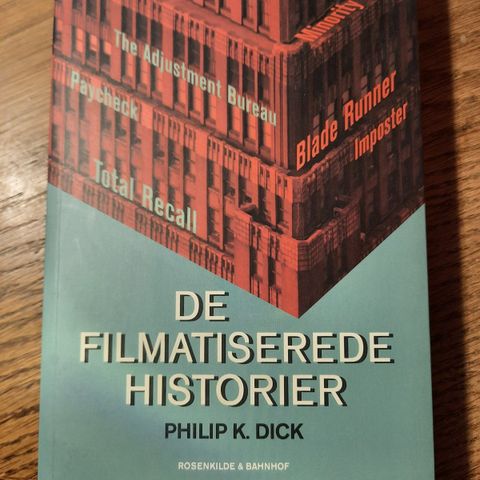 Minority
The Adjustment Bureau
Paycheck
Blade Runner
Imposter
Total Recall
DE
FILMATISEREDE
HISTORIER
PHILIP K. DICK
ROSENKILDE & BAHNHOF